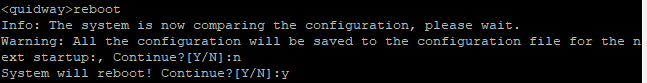 <quidway>reboot
Info: The system is now comparing the configuration, please wait.
Warning: All the configuration will be saved to the configuration file for the n
ext startup:, Continue?[Y/N]:n
System will reboot! Continue?[Y/N]:y